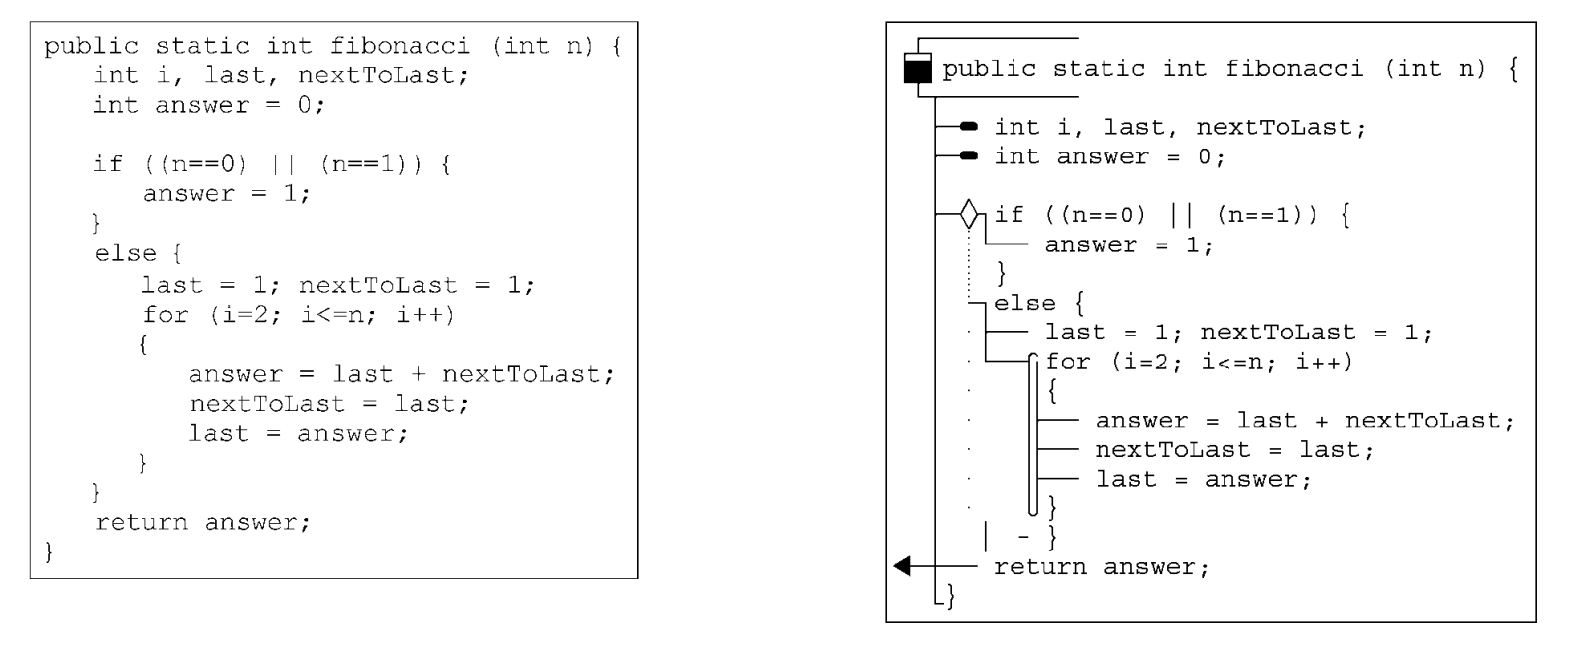 public static int fibonacci (int n) {
int i, last, nextToLast;
int answer = 0;
if ((n==0) || (n==1)) {
answer = 1;
}
else {
last = 1; nextToLast = 1;
for (i=2; i<=n; i++)
{
answer = last + nextToLast;
nextToLast = last;
last = answer;
}
}
return answer;
}
public static int fibonacci (int n) {
int i, last, nextToLast;
int answer = 0;
if ((n==0) || (n==1)) {
answer = 1;
}
else {
last = 1; nextToLast = 1;
for (i=2; i<=n; i++)
{
answer = last + nextToLast;
nextToLast = last;
last = answer;
}
}
return answer;
}